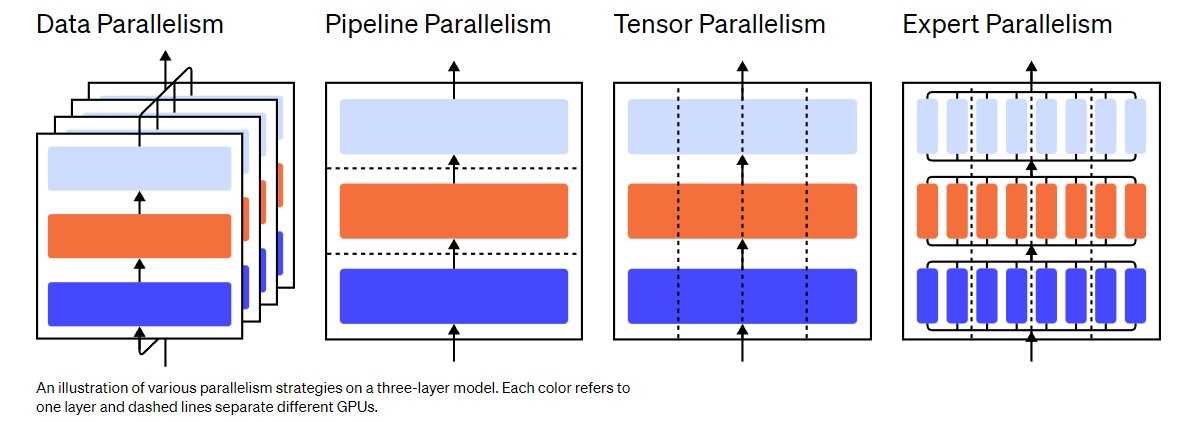 Data Parallelism
Pipeline Parallelism
Tensor Parallelism
Expert Parallelism
An illustration of various parallelism strategies on a three-layer model. Each color refers to
one layer and dashed lines separate different GPUs.